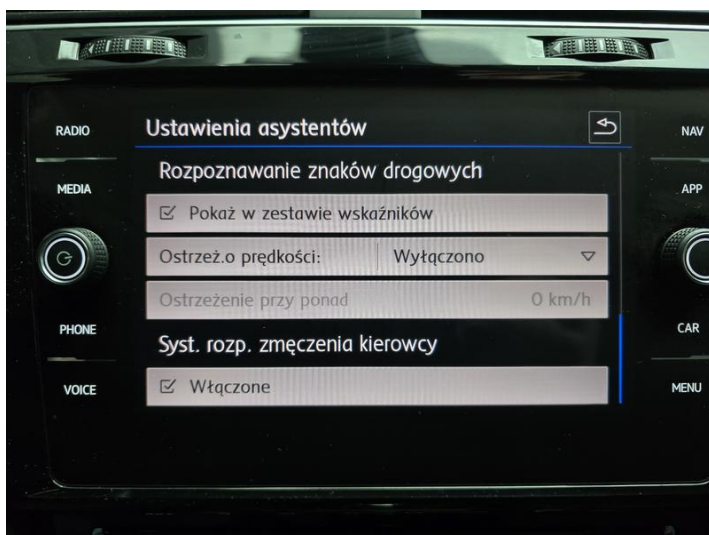 RADIO
MEDIA
PHONE
VOICE
Ustawienia asystentów
Rozpoznawanie znaków drogowych
Pokaż w zestawie wskaźników
Ostrzeż.o prędkości: Wyłączono
Ostrzeżenie przy ponad 0 km/h
Syst. rozp. zmęczenia kierowcy
Włączone
NAV
APP
CAR
MENU